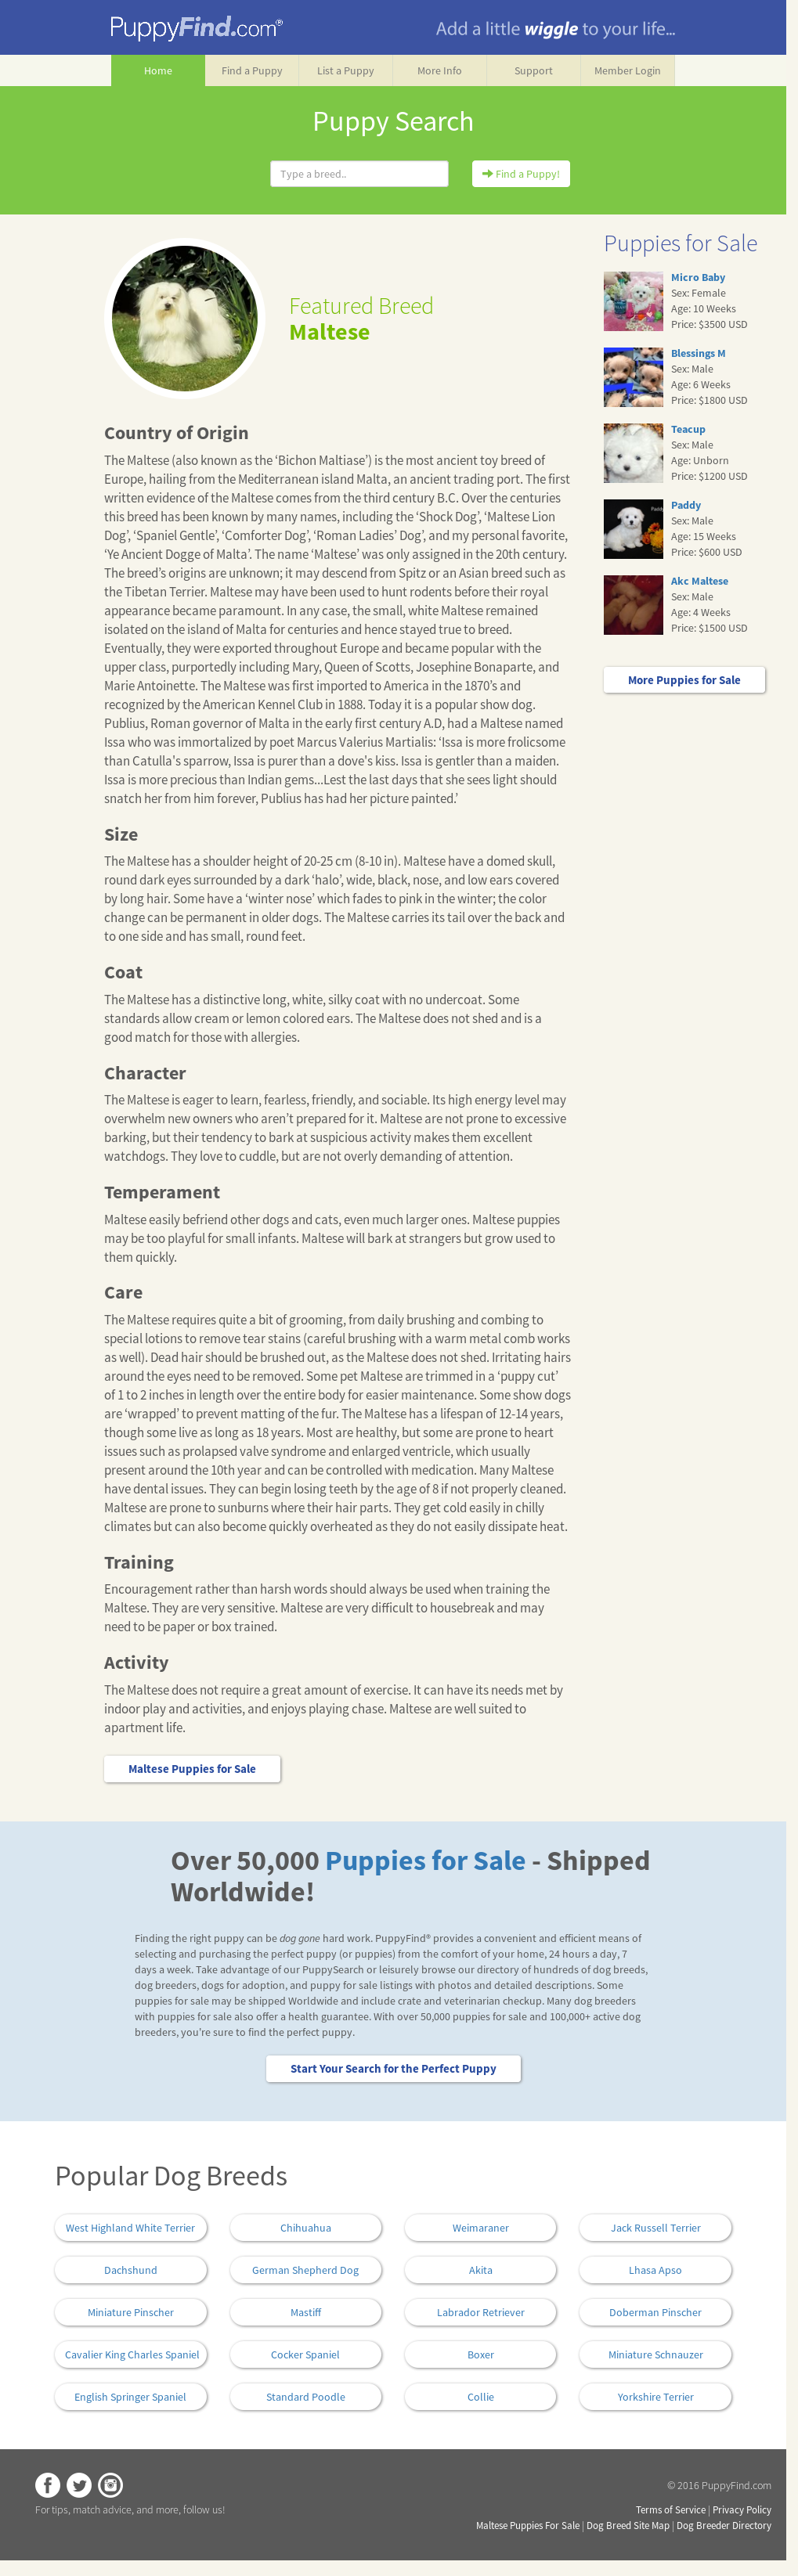 PuppyFind.com®
Add a little wiggle to your life...
Home
Find a Puppy
List a Puppy
More Info
Support
Member Login
Puppy Search
Type a breed..
Find a Puppy!
Featured Breed
Maltese
Country of Origin
The Maltese (also known as the ‘Bichon Maltiase’) is the most ancient toy breed of
Europe, hailing from the Mediterranean island Malta, an ancient trading port. The first
written evidence of the Maltese comes from the third century B.C. Over the centuries
this breed has been known by many names, including the ‘Shock Dog’, ‘Maltese Lion
Dog’, ‘Spaniel Gentle’, ‘Comforter Dog’, ‘Roman Ladies’ Dog’, and my personal favorite,
‘Ye Ancient Dogge of Malta’. The name ‘Maltese’ was only assigned in the 20th century.
The breed’s origins are unknown; it may descend from Spitz or an Asian breed such as
the Tibetan Terrier. Maltese may have been used to hunt rodents before their royal
appearance became paramount. In any case, the small, white Maltese remained
isolated on the island of Malta for centuries and hence stayed true to breed.
Eventually, they were exported throughout Europe and became popular with the
upper class, purportedly including Mary, Queen of Scotts, Josephine Bonaparte, and
Marie Antoinette. The Maltese was first imported to America in the 1870’s and
recognized by the American Kennel Club in 1888. Today it is a popular show dog.
Publius, Roman governor of Malta in the early first century A.D, had a Maltese named
Issa who was immortalized by poet Marcus Valerius Martialis: ‘Issa is more frolicsome
than Catulla's sparrow, Issa is purer than a dove's kiss. Issa is gentler than a maiden.
Issa is more precious than Indian gems...Lest the last days that she sees light should
snatch her from him forever, Publius has had her picture painted.’
Size
The Maltese has a shoulder height of 20-25 cm (8-10 in). Maltese have a domed skull,
round dark eyes surrounded by a dark ‘halo’, wide, black, nose, and low ears covered
by long hair. Some have a ‘winter nose’ which fades to pink in the winter; the color
change can be permanent in older dogs. The Maltese carries its tail over the back and
to one side and has small, round feet.
Coat
The Maltese has a distinctive long, white, silky coat with no undercoat. Some
standards allow cream or lemon colored ears. The Maltese does not shed and is a
good match for those with allergies.
Character
The Maltese is eager to learn, fearless, friendly, and sociable. Its high energy level may
overwhelm new owners who aren’t prepared for it. Maltese are not prone to excessive
barking, but their tendency to bark at suspicious activity makes them excellent
watchdogs. They love to cuddle, but are not overly demanding of attention.
Temperament
Maltese easily befriend other dogs and cats, even much larger ones. Maltese puppies
may be too playful for small infants. Maltese will bark at strangers but grow used to
them quickly.
Care
The Maltese requires quite a bit of grooming, from daily brushing and combing to
special lotions to remove tear stains (careful brushing with a warm metal comb works
as well). Dead hair should be brushed out, as the Maltese does not shed. Irritating hairs
around the eyes need to be removed. Some pet Maltese are trimmed in a ‘puppy cut’
of 1 to 2 inches in length over the entire body for easier maintenance. Some show dogs
are ‘wrapped’ to prevent matting of the fur. The Maltese has a lifespan of 12-14 years,
though some live as long as 18 years. Most are healthy, but some are prone to heart
issues such as prolapsed valve syndrome and enlarged ventricle, which usually
present around the 10th year and can be controlled with medication. Many Maltese
have dental issues. They can begin losing teeth by the age of 8 if not properly cleaned.
Maltese are prone to sunburns where their hair parts. They get cold easily in chilly
climates but can also become quickly overheated as they do not easily dissipate heat.
Training
Encouragement rather than harsh words should always be used when training the
Maltese. They are very sensitive. Maltese are very difficult to housebreak and may
need to be paper or box trained.
Activity
The Maltese does not require a great amount of exercise. It can have its needs met by
indoor play and activities, and enjoys playing chase. Maltese are well suited to
apartment life.
Maltese Puppies for Sale
Puppies for Sale
Micro Baby
Sex: Female
Age: 10 Weeks
Price: $3500 USD
Blessings M
Sex: Male
Age: 6 Weeks
Price: $1800 USD
Teacup
Sex: Male
Age: Unborn
Price: $1200 USD
Paddy
Sex: Male
Age: 15 Weeks
Price: $600 USD
Akc Maltese
Sex: Male
Age: 4 Weeks
Price: $1500 USD
More Puppies for Sale
Over 50,000 Puppies for Sale - Shipped
Worldwide!
Finding the right puppy can be dog gone hard work. PuppyFind® provides a convenient and efficient means of
selecting and purchasing the perfect puppy (or puppies) from the comfort of your home, 24 hours a day, 7
days a week. Take advantage of our PuppySearch or leisurely browse our directory of hundreds of dog breeds,
dog breeders, dogs for adoption, and puppy for sale listings with photos and detailed descriptions. Some
puppies for sale may be shipped Worldwide and include crate and veterinarian checkup. Many dog breeders
with puppies for sale also offer a health guarantee. With over 50,000 puppies for sale and 100,000+ active dog
breeders, you're sure to find the perfect puppy.
Start Your Search for the Perfect Puppy
Popular Dog Breeds
West Highland White Terrier
Chihuahua
Weimaraner
Jack Russell Terrier
Dachshund
German Shepherd Dog
Akita
Lhasa Apso
Miniature Pinscher
Mastiff
Labrador Retriever
Doberman Pinscher
Cavalier King Charles Spaniel
Cocker Spaniel
Boxer
Miniature Schnauzer
English Springer Spaniel
Standard Poodle
Collie
Yorkshire Terrier
For tips, match advice, and more, follow us!
© 2016 PuppyFind.com
Terms of Service | Privacy Policy
Maltese Puppies For Sale | Dog Breed Site Map | Dog Breeder Directory